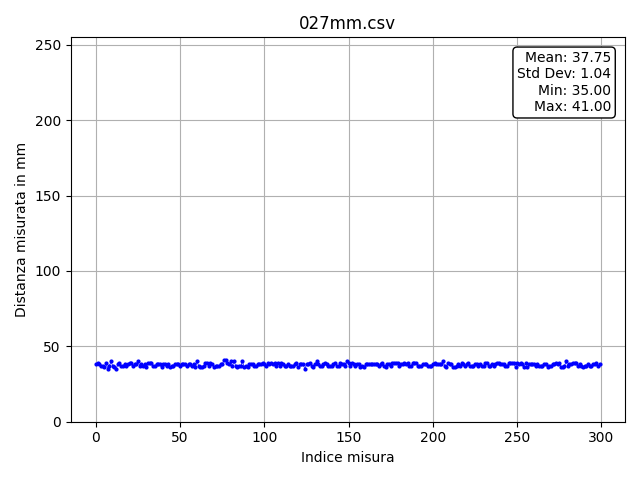 027mm.csv
Mean: 37.75
Std Dev: 1.04
Min: 35.00
Max: 41.00
Distanza misurata in mm
250
200
150
100
50
0
0 50 100 150 200 250 300
Indice misura